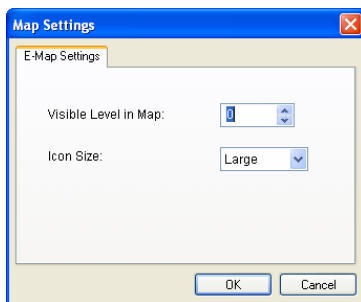 Map Settings
E-Map Settings
Visible Level in Map: 0
Icon Size: Large
OK Cancel